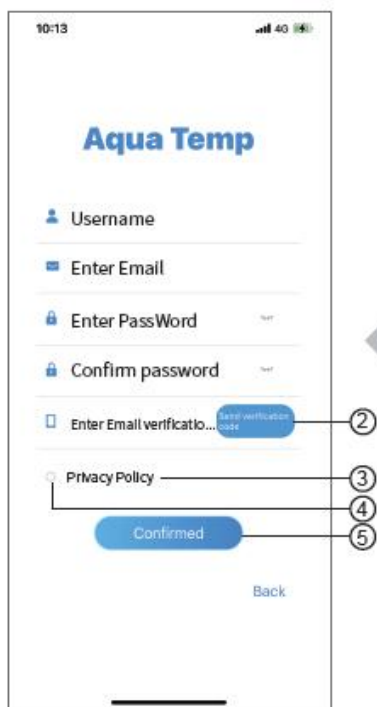 10:13 4G
Aqua Temp
Username
Enter Email
Enter PassWord
Confirm password
Enter Email verificatio...
Send verification
code
②
Privacy Policy
③
④
Confirmed
⑤
Back